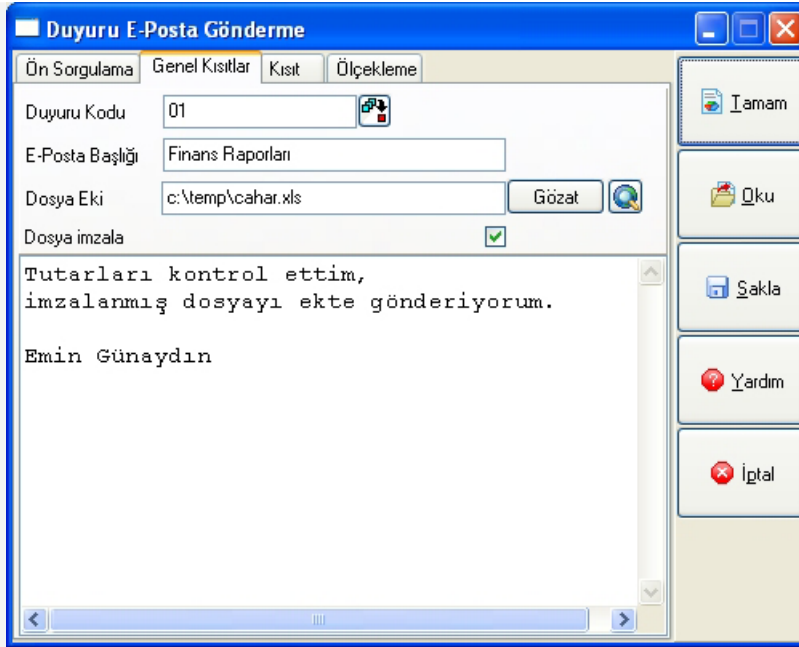 Duyuru E-Posta Gönderme
Ön Sorgulama Genel Kısıtlar Kısıt Ölçekleme
Duyuru Kodu 01
E-Posta Başlığı Finans Raporları
Dosya Eki c:\temp\cahar.xls Gözat
Dosya imzala
Tutarları kontrol ettim,
imzalanmış dosyayı ekte gönderiyorum.
Emin Günaydın
Tamam
Oku
Sakla
Yardım
İptal